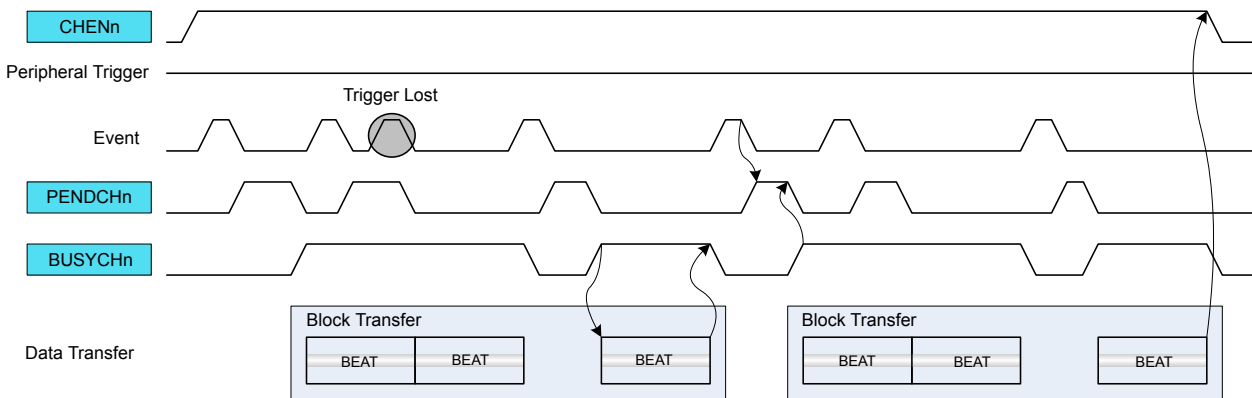 CHENn
Peripheral Trigger
Trigger Lost
Event
PENDCHn
BUSYCHn
Block Transfer
Block Transfer
Data Transfer
BEAT
BEAT
BEAT
BEAT
BEAT
BEAT